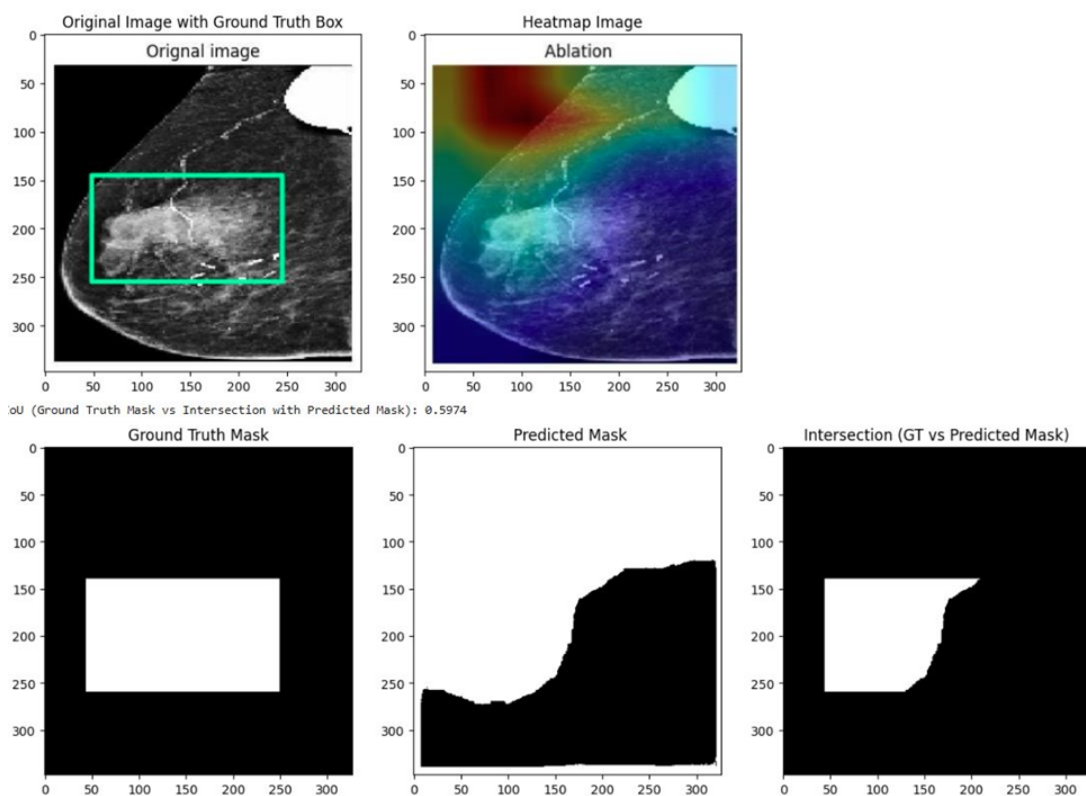 Original Image with Ground Truth Box
Heatmap Image
Orignal image
Ablation
0
50
100
150
200
250
300
0 50 100 150 200 250 300
0
50
100
150
200
250
300
0 50 100 150 200 250 300
oU (Ground Truth Mask vs Intersection with Predicted Mask): 0.5974
Ground Truth Mask
Predicted Mask
Intersection (GT vs Predicted Mask)
0
50
100
150
200
250
300
0 50 100 150 200 250 300
0
50
100
150
200
250
300
0 50 100 150 200 250 300
0
50
100
150
200
250
300
0 50 100 150 200 250 300